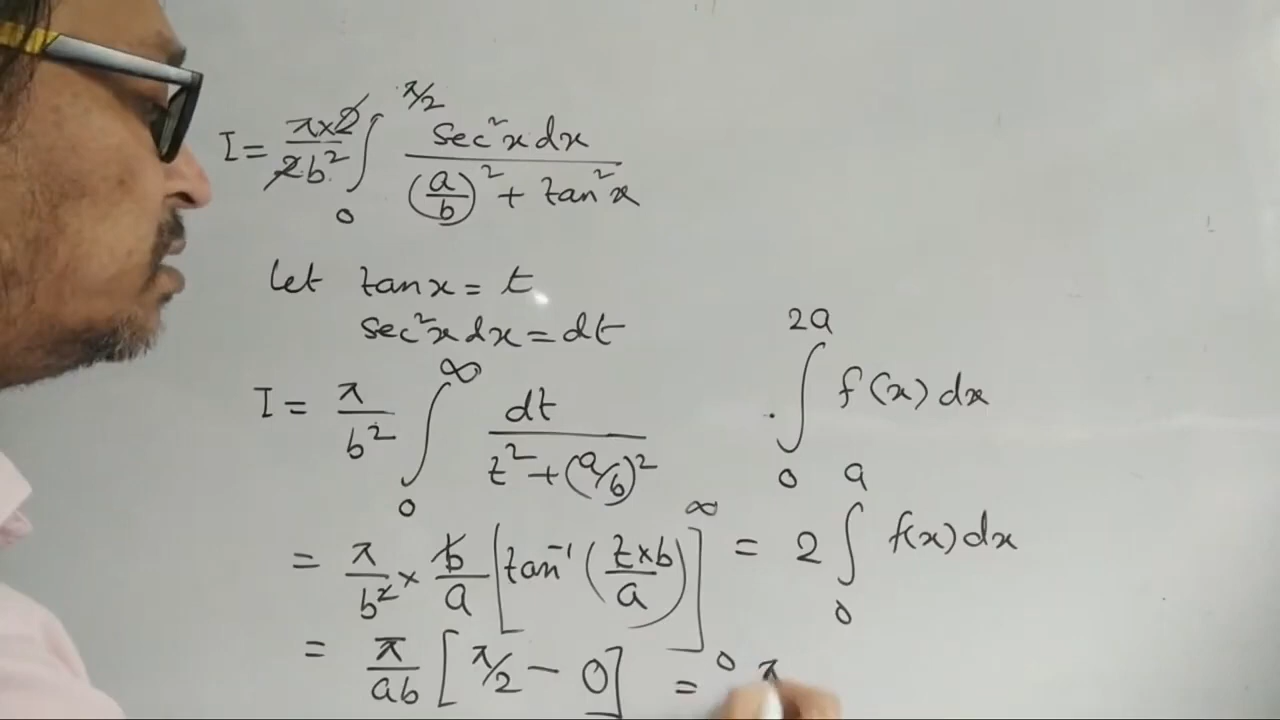 I = π×2/2b² ∫₀^π/2 sec²x dx / (a/b)² + tan²x
let tan x = t
sec²x dx = dt
I = π/b² ∫₀^∞ dt / t² + (a/b)²
= π/b² × b/a [tan⁻¹ (t×b/a)]₀^∞
= π/ab [π/2 − 0] = π
∫₀^2a f(x) dx
= 2 ∫₀^a f(x) dx